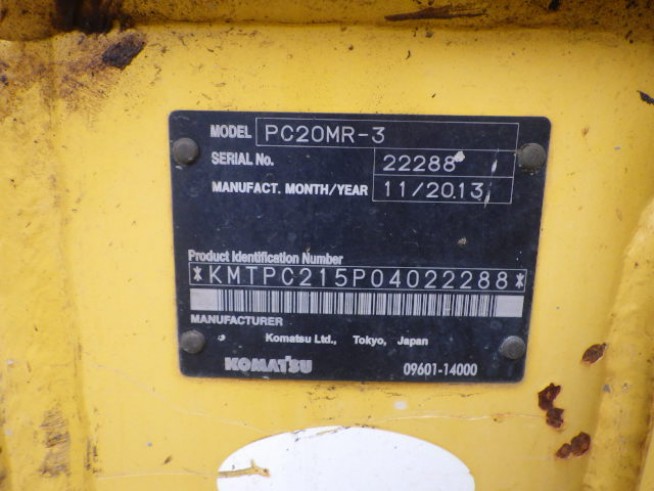 MODEL PC20MR-3
SERIAL No. 22288
MANUFACT. MONTH/YEAR 11/2013
Product Identification Number
*KMTPC215P04022288*
MANUFACTURER
Komatsu Ltd., Tokyo, Japan
KOMATSU 09601-14000